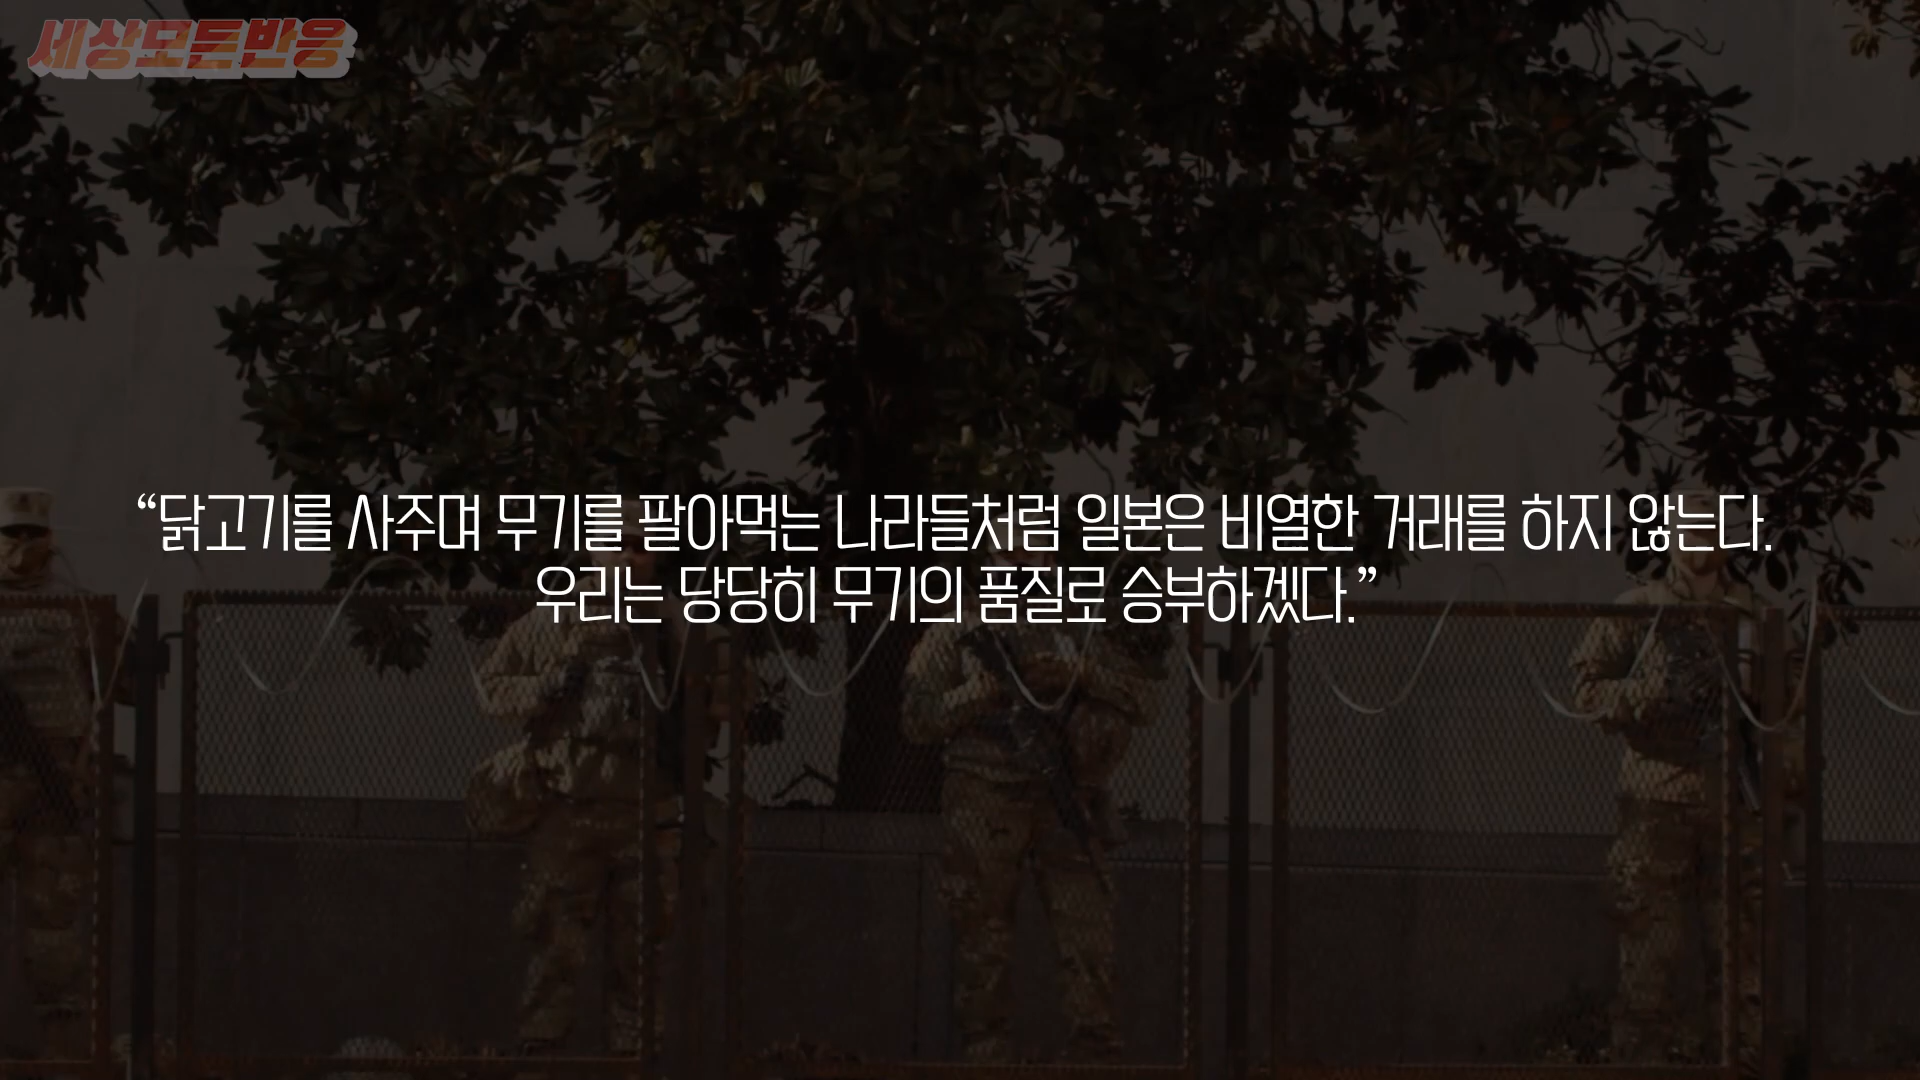 세상모든반응
“닭고기를 사주며 무기를 팔아먹는 나라들처럼 일본은 비열한 거래를 하지 않는다.
우리는 당당히 무기의 품질로 승부하겠다.”